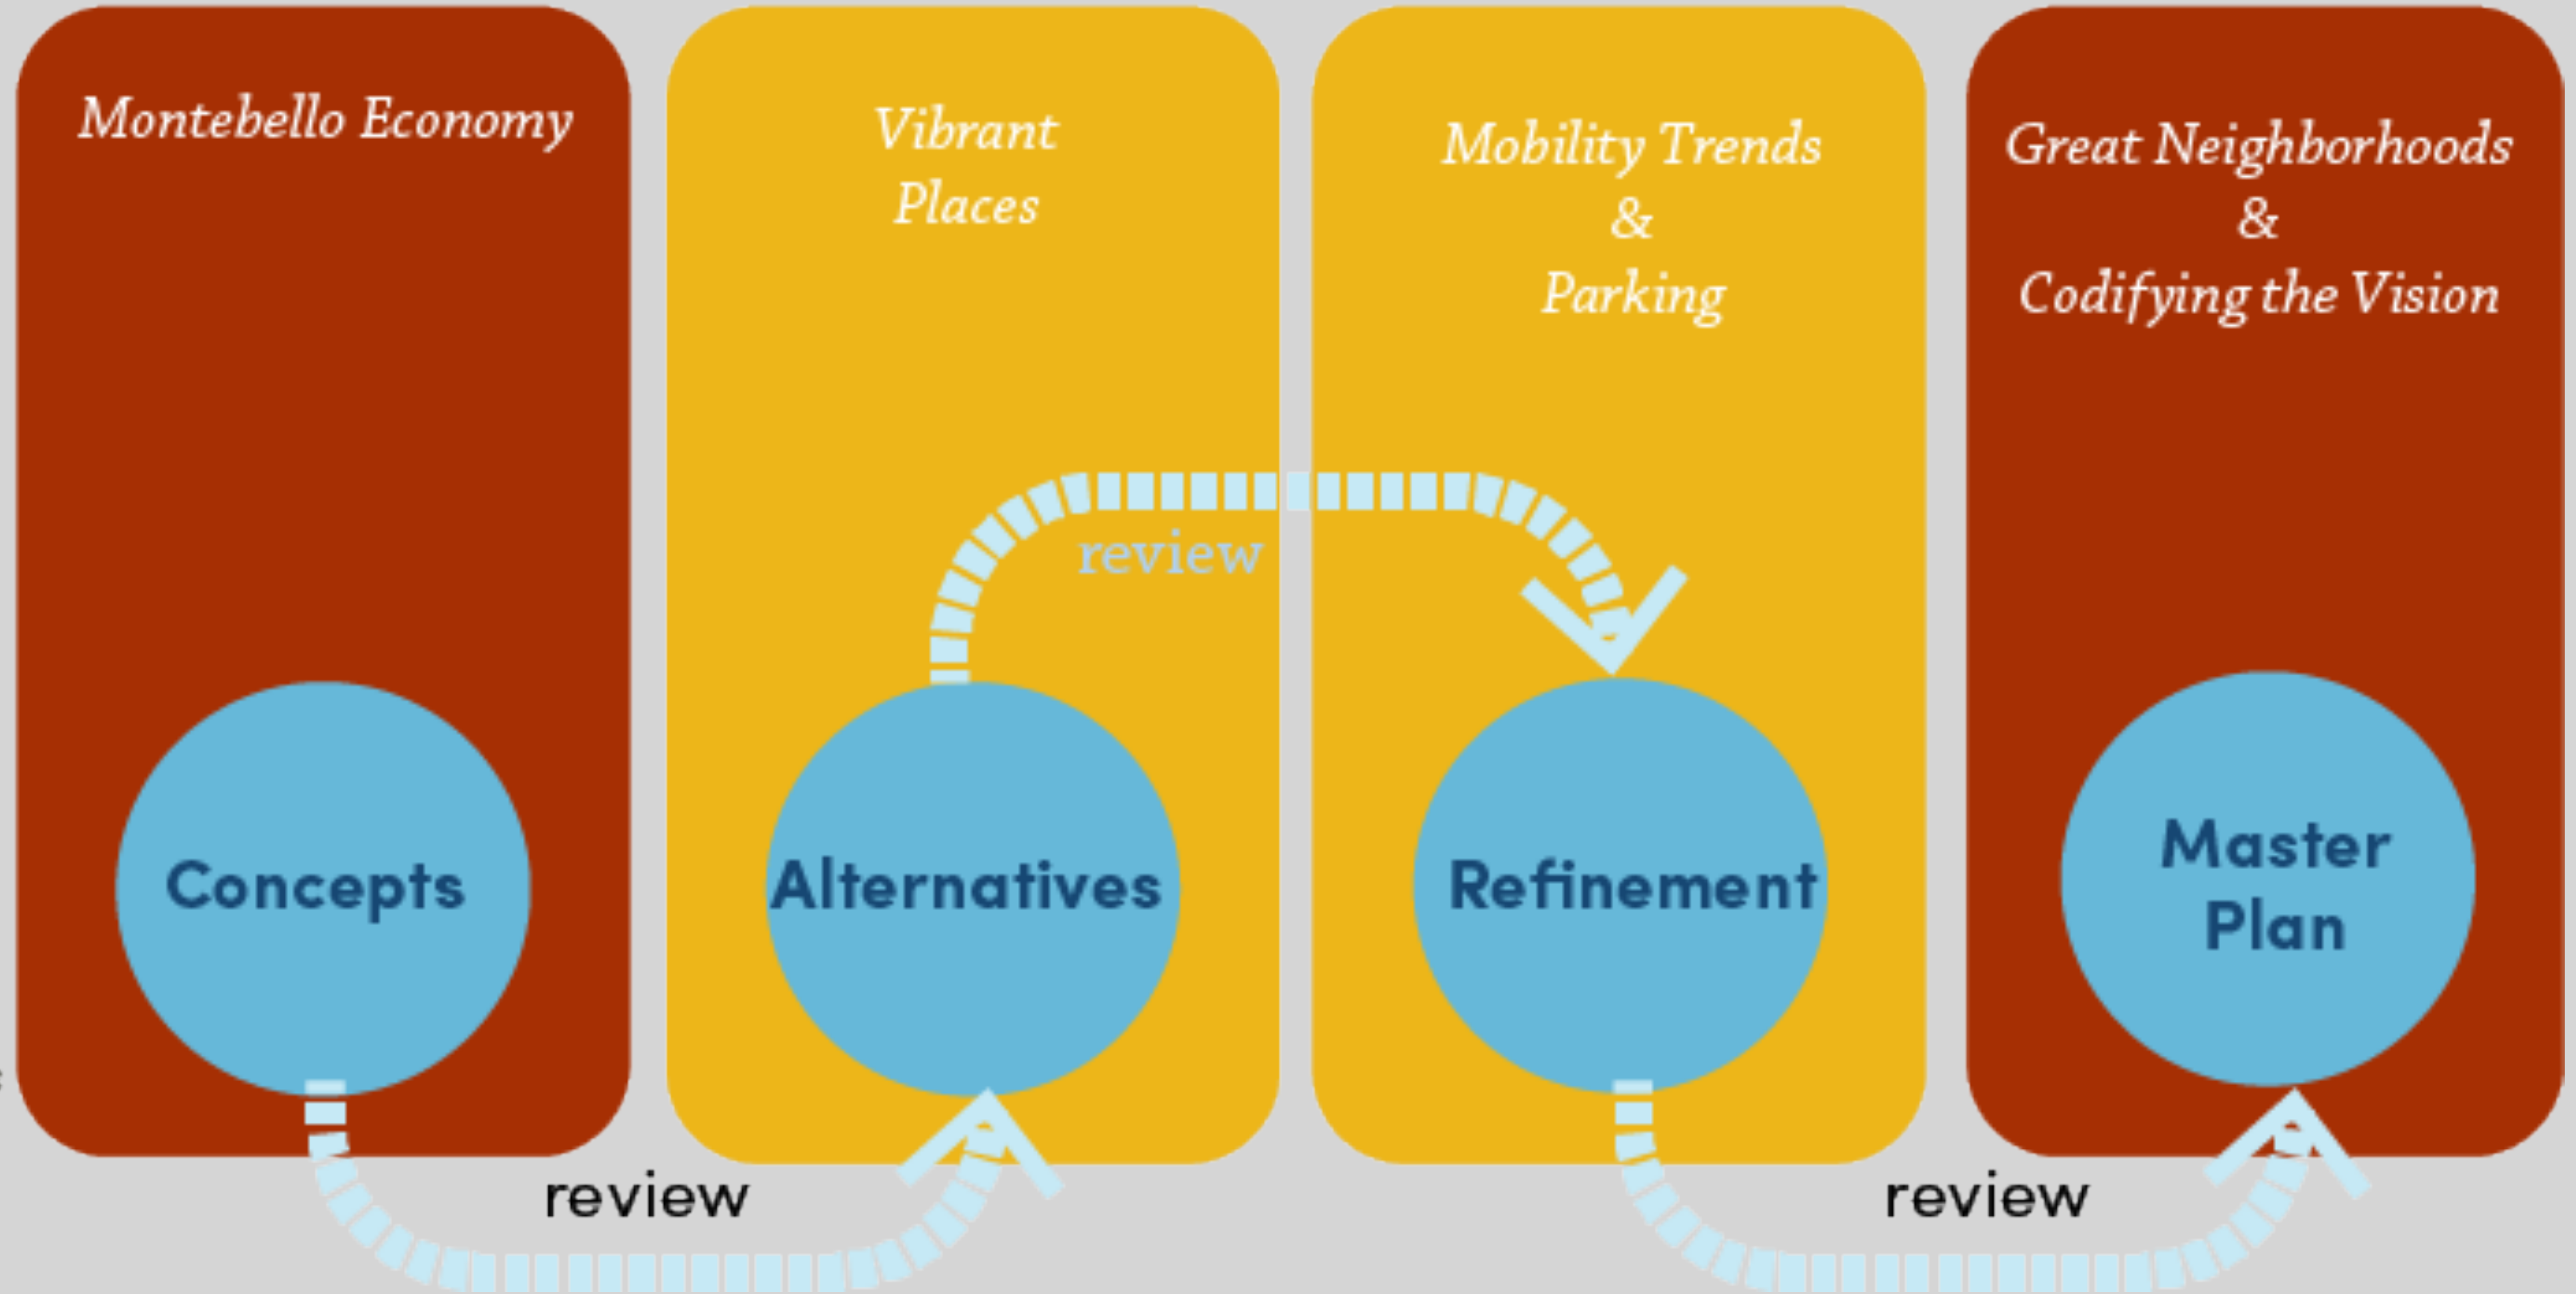 Montebello Economy
Vibrant
Places
Mobility Trends
&
Parking
Great Neighborhoods
&
Codifying the Vision
review
Concepts
Alternatives
Refinement
Master
Plan
review
review